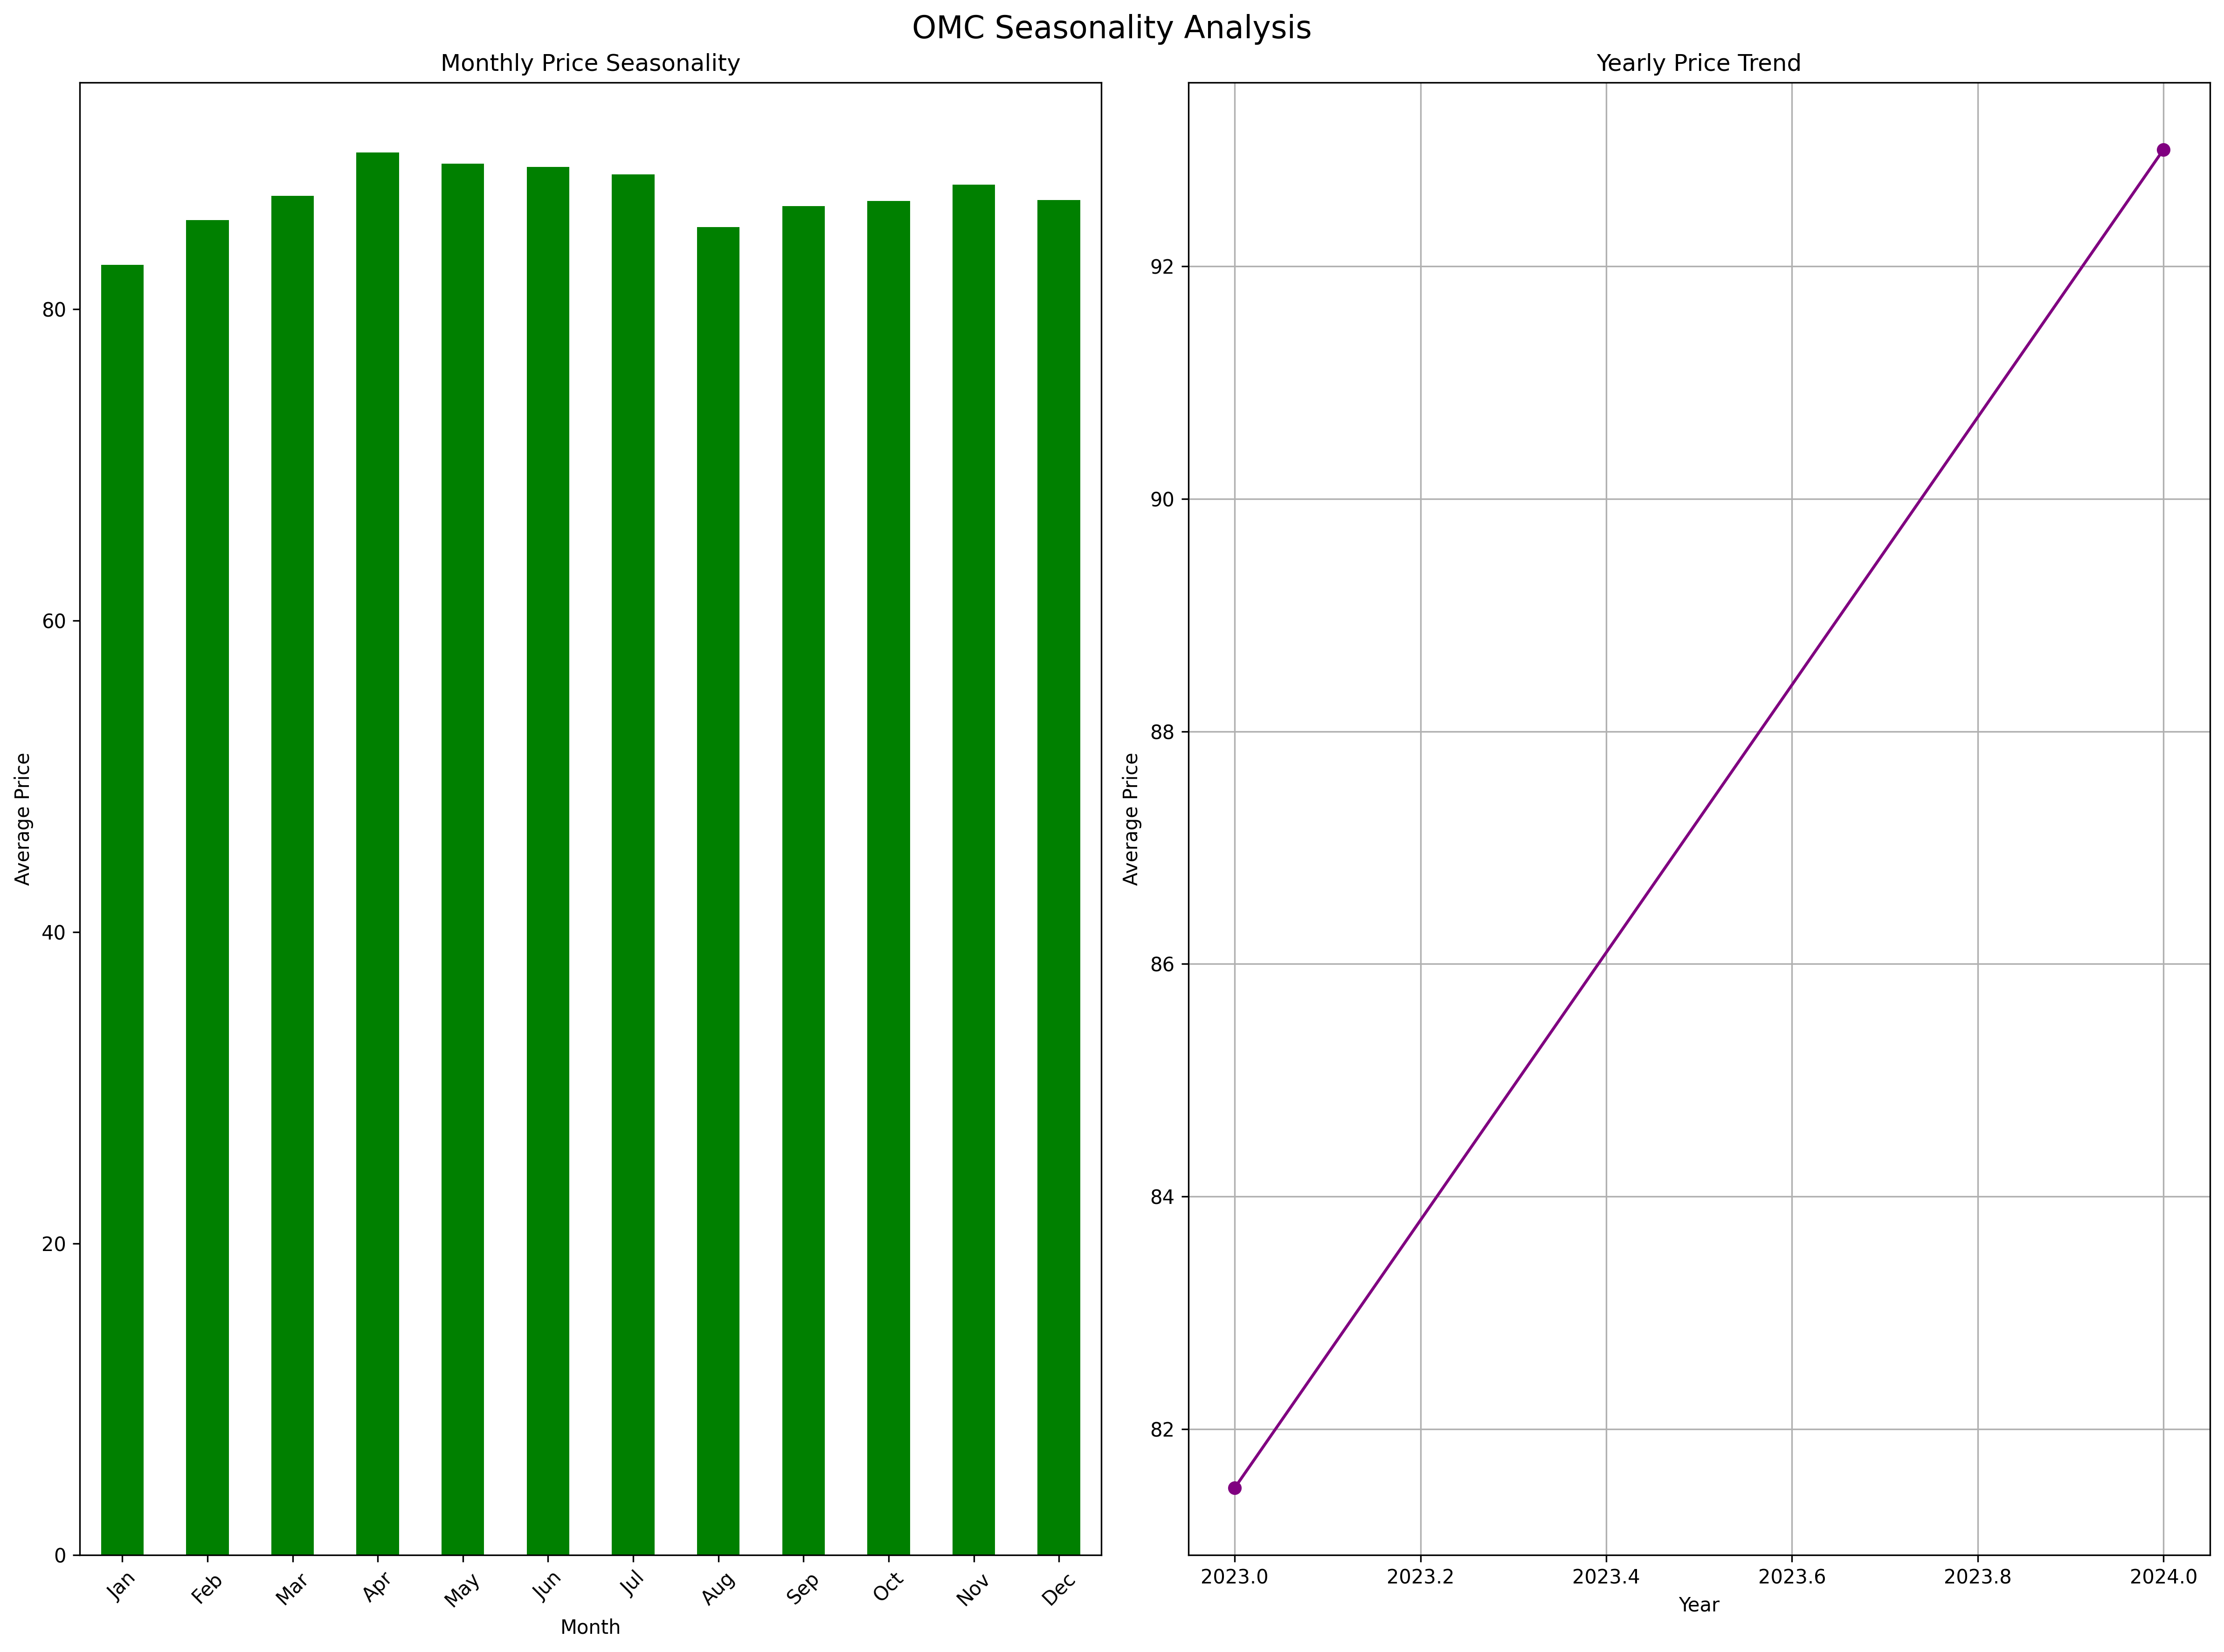 OMC Seasonality Analysis
Monthly Price Seasonality
Average Price
80
60
40
20
0
Jan Feb Mar Apr May Jun Jul Aug Sep Oct Nov Dec
Month
Yearly Price Trend
Average Price
92
90
88
86
84
82
2023.0 2023.2 2023.4 2023.6 2023.8 2024.0
Year